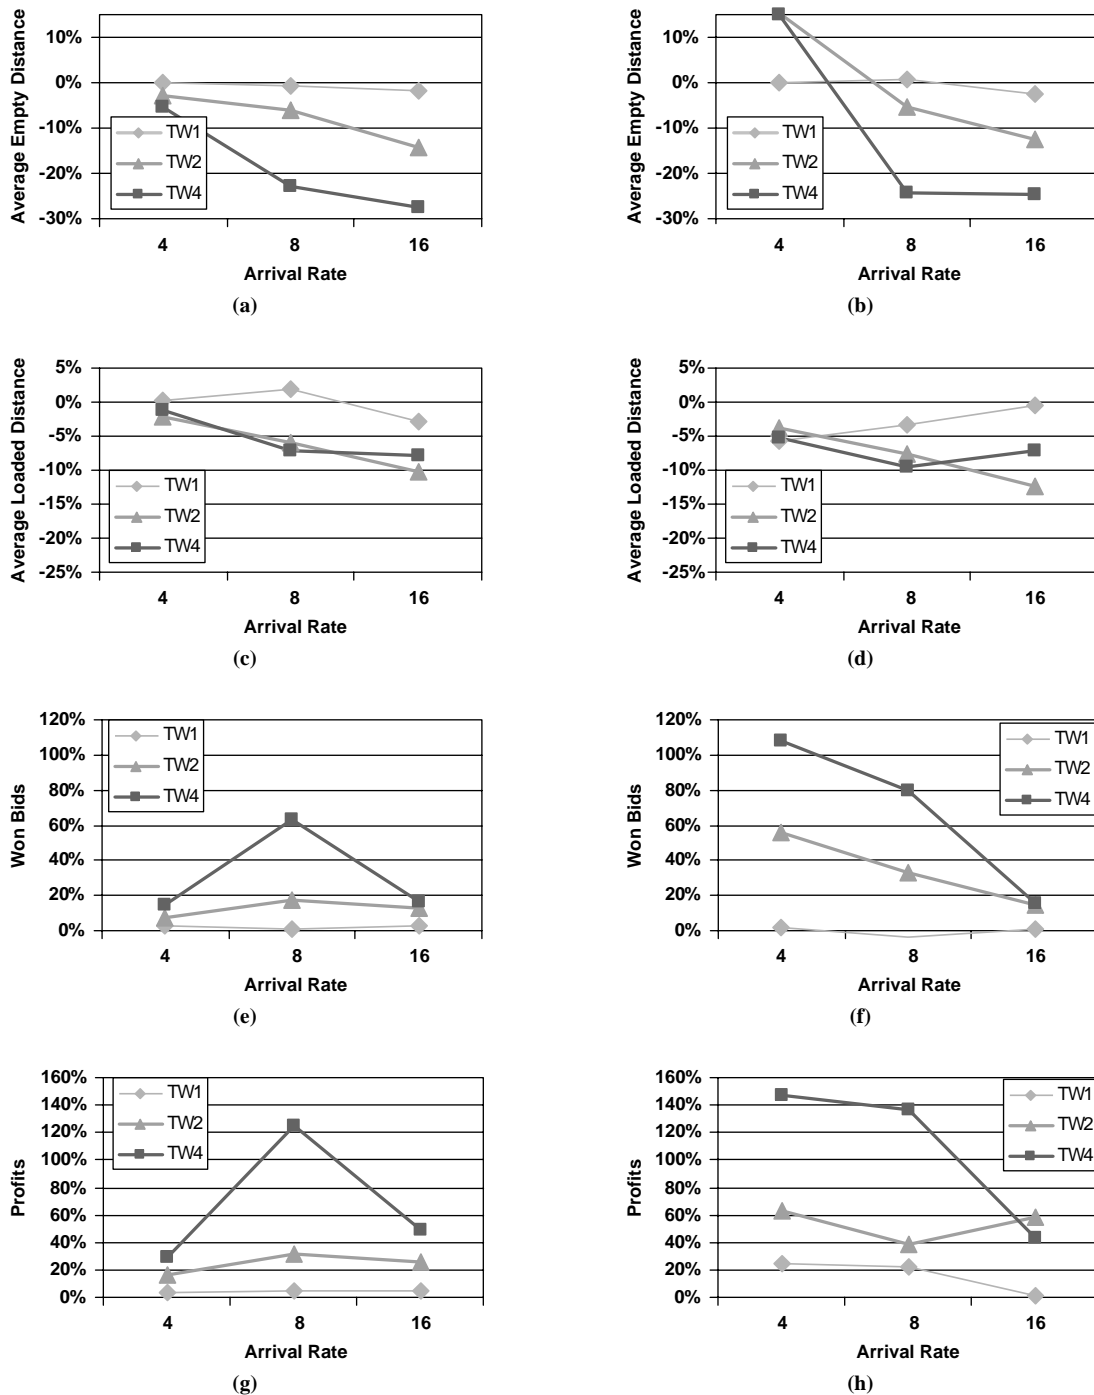 10%
0%
-10%
-20%
-30%
Average Empty Distance
TW1
TW2
TW4
4 8 16
Arrival Rate
(a)
10%
0%
-10%
-20%
-30%
Average Empty Distance
TW1
TW2
TW4
4 8 16
Arrival Rate
(b)
5%
0%
-5%
-10%
-15%
-20%
-25%
Average Loaded Distance
TW1
TW2
TW4
4 8 16
Arrival Rate
(c)
5%
0%
-5%
-10%
-15%
-20%
-25%
Average Loaded Distance
TW1
TW2
TW4
4 8 16
Arrival Rate
(d)
120%
100%
80%
60%
40%
20%
0%
Won Bids
TW1
TW2
TW4
4 8 16
Arrival Rate
(e)
120%
100%
80%
60%
40%
20%
0%
Won Bids
TW1
TW2
TW4
4 8 16
Arrival Rate
(f)
160%
140%
120%
100%
80%
60%
40%
20%
0%
Profits
TW1
TW2
TW4
4 8 16
Arrival Rate
(g)
160%
140%
120%
100%
80%
60%
40%
20%
0%
Profits
TW1
TW2
TW4
4 8 16
Arrival Rate
(h)